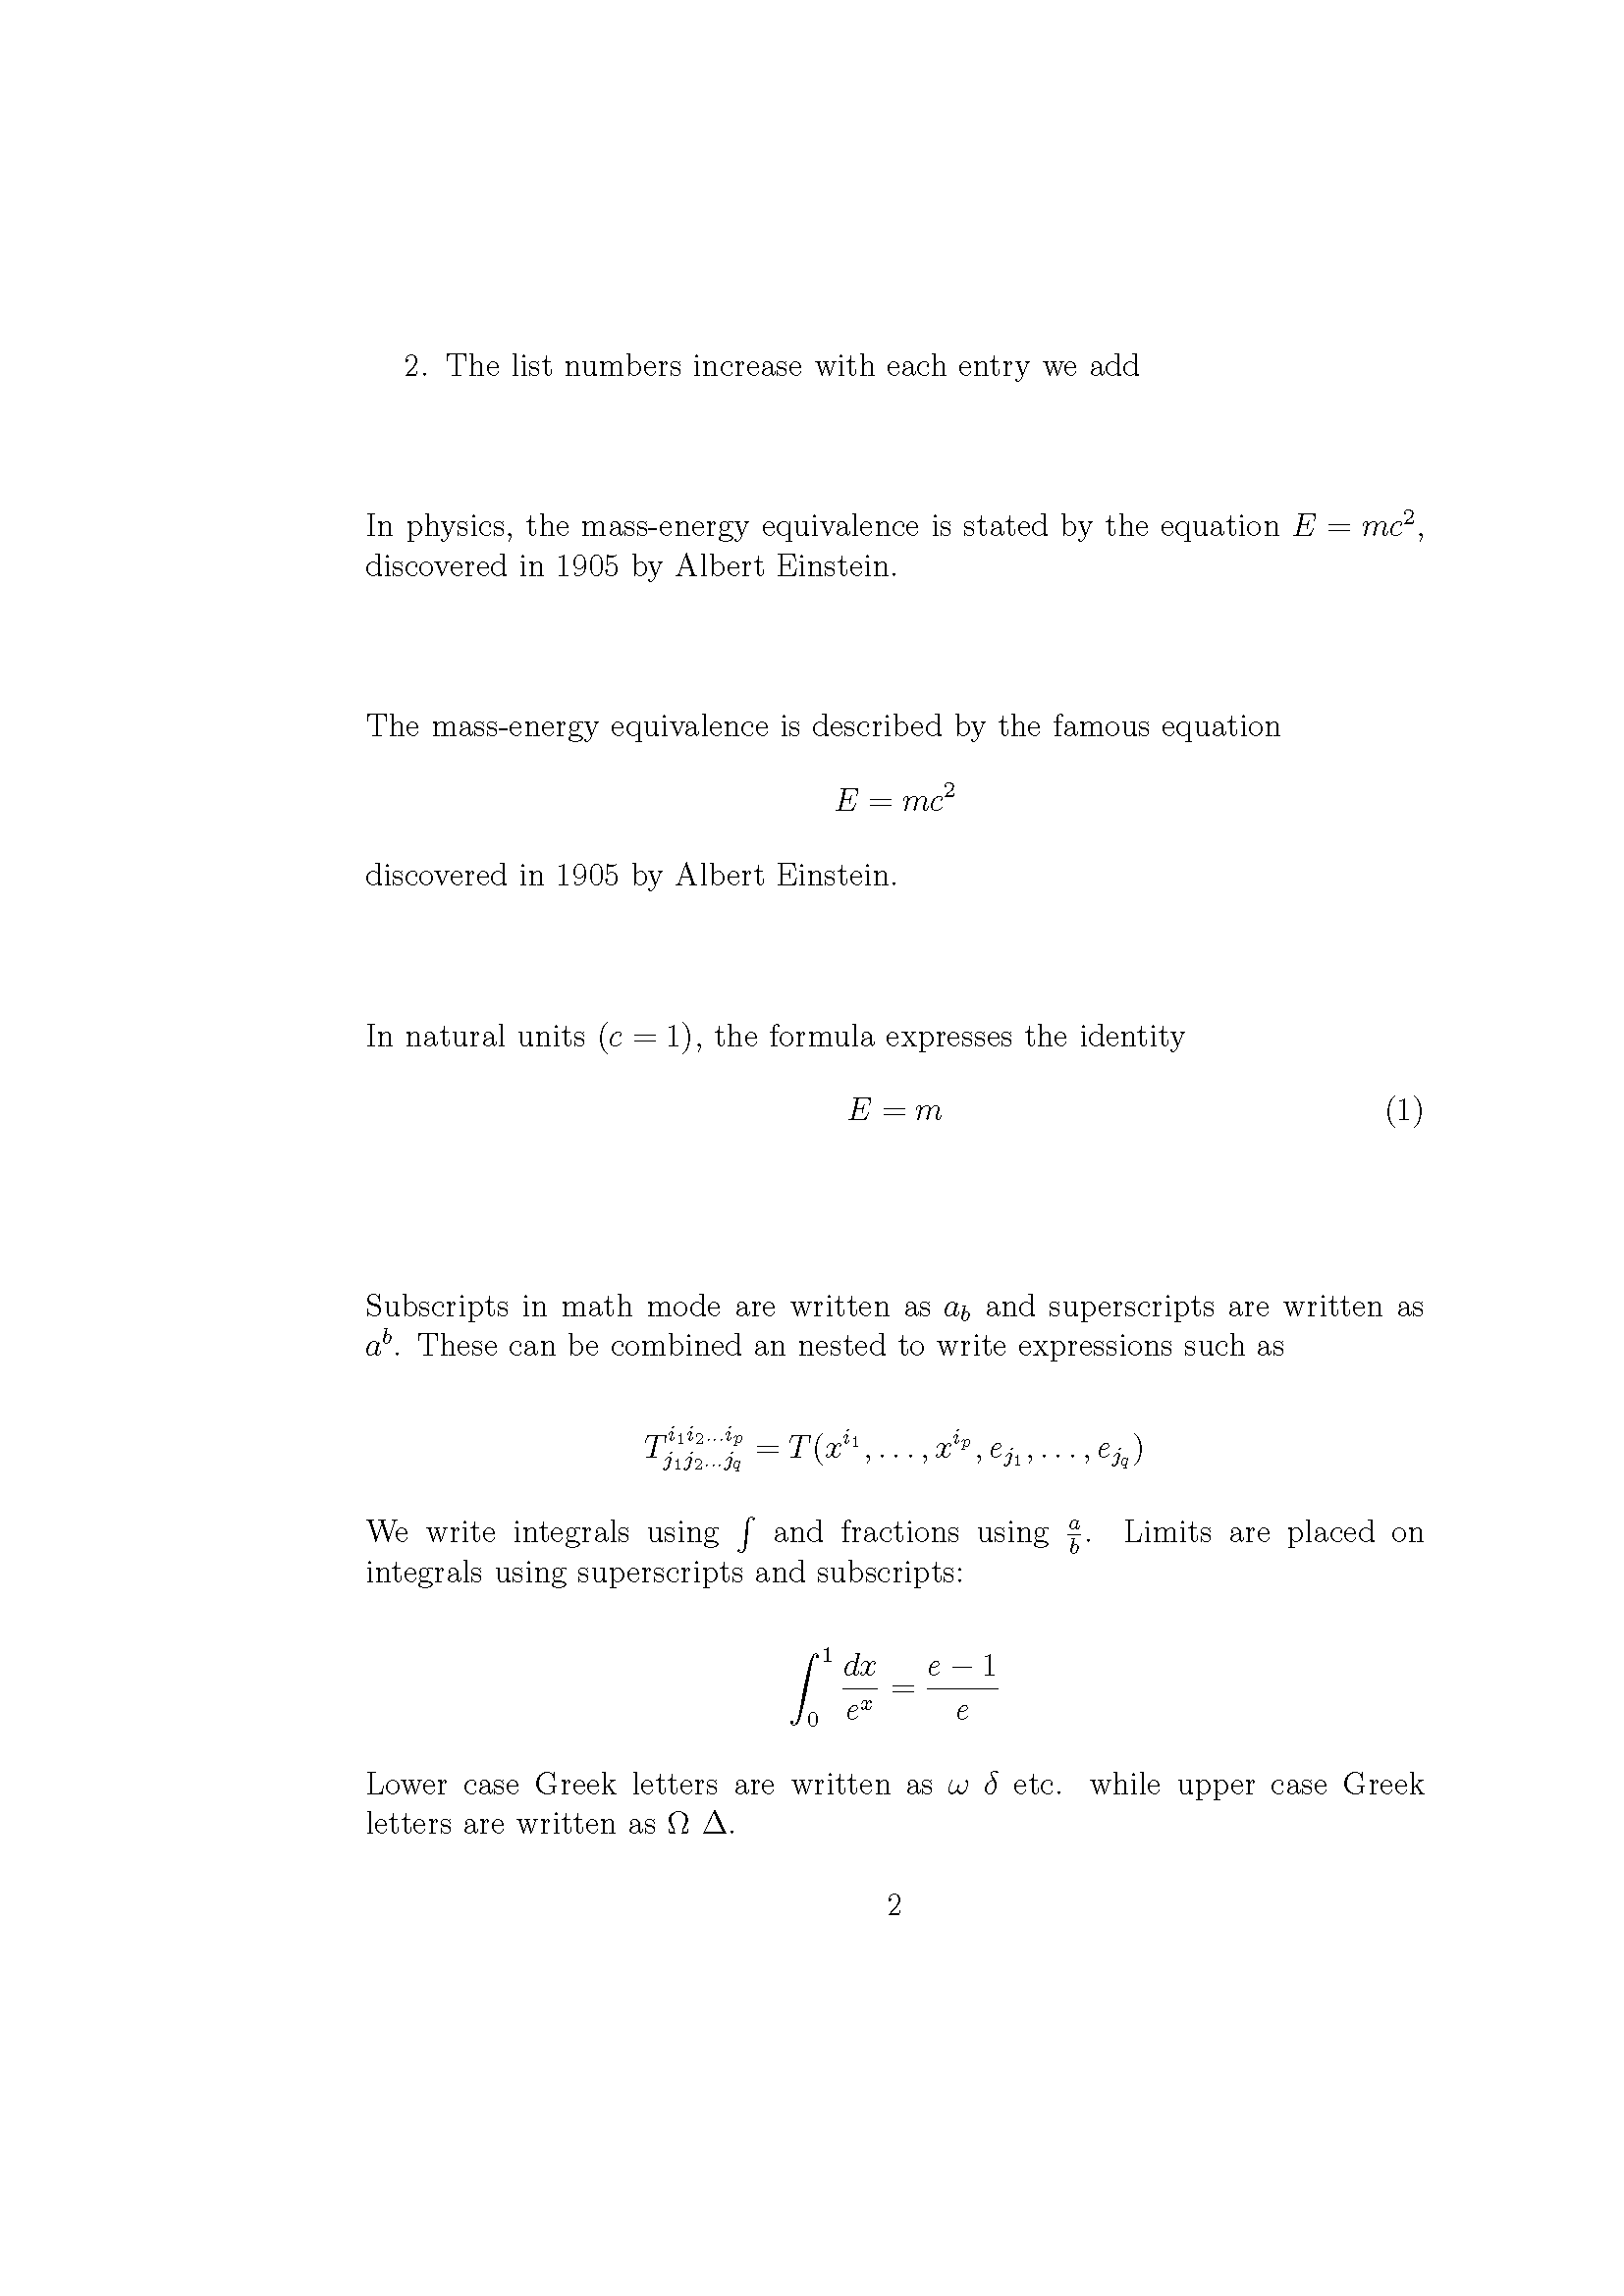 2. The list numbers increase with each entry we add
In physics, the mass-energy equivalence is stated by the equation $E = mc^2$,
discovered in 1905 by Albert Einstein.
The mass-energy equivalence is described by the famous equation
$E = mc^2$
discovered in 1905 by Albert Einstein.
In natural units ($c = 1$), the formula expresses the identity
$E = m$ (1)
Subscripts in math mode are written as $a_b$ and superscripts are written as
$a^b$. These can be combined an nested to write expressions such as
$T^{i_1 i_2 \dots i_p}_{j_1 j_2 \dots j_q} = T(x^{i_1}, \dots, x^{i_p}, e_{j_1}, \dots, e_{j_q})$
We write integrals using $\int$ and fractions using $\frac{a}{b}$. Limits are placed on
integrals using superscripts and subscripts:
$\int_0^1 \frac{dx}{e^x} = \frac{e-1}{e}$
Lower case Greek letters are written as $\omega$ $\delta$ etc. while upper case Greek
letters are written as $\Omega$ $\Delta$.
2